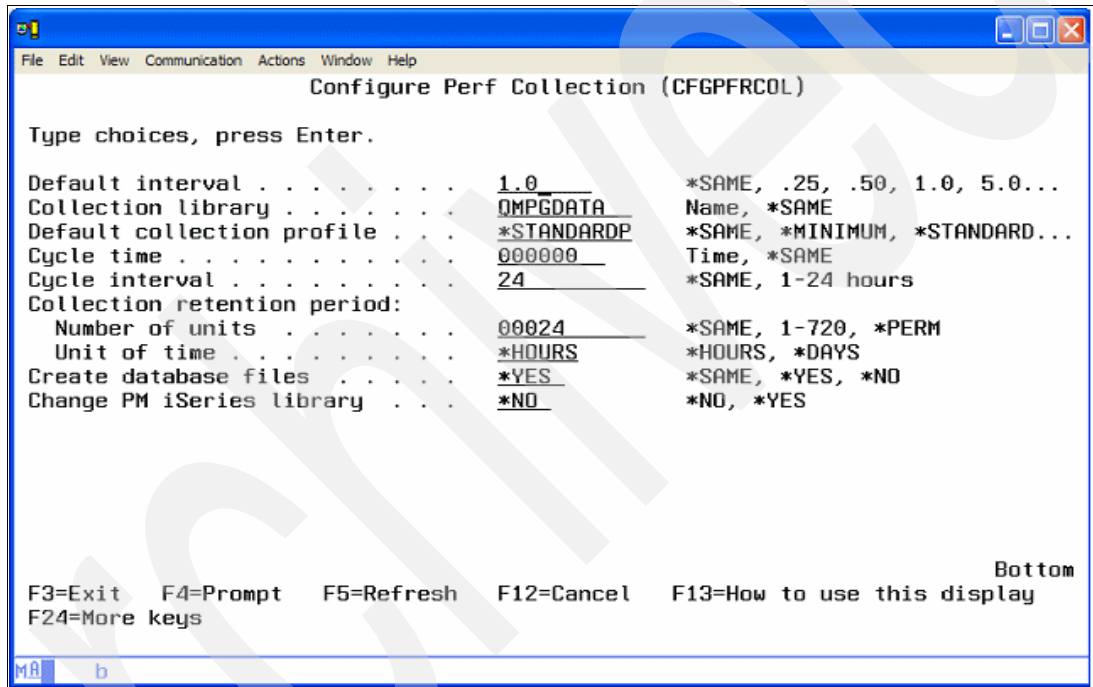 File Edit View Communication Actions Window Help
Configure Perf Collection (CFGPFRCOL)
Type choices, press Enter.
Default interval . . . . . . . . 1.0 *SAME, .25, .50, 1.0, 5.0...
Collection library . . . . . . . QMPGDATA Name, *SAME
Default collection profile . . . *STANDARDP *SAME, *MINIMUM, *STANDARD...
Cycle time . . . . . . . . . . . 000000 Time, *SAME
Cycle interval . . . . . . . . . 24 *SAME, 1-24 hours
Collection retention period:
Number of units . . . . . . . 00024 *SAME, 1-720, *PERM
Unit of time . . . . . . . . . *HOURS *HOURS, *DAYS
Create database files . . . . . *YES *SAME, *YES, *NO
Change PM iSeries library . . . *NO *NO, *YES
Bottom
F3=Exit F4=Prompt F5=Refresh F12=Cancel F13=How to use this display
F24=More keys
MA b